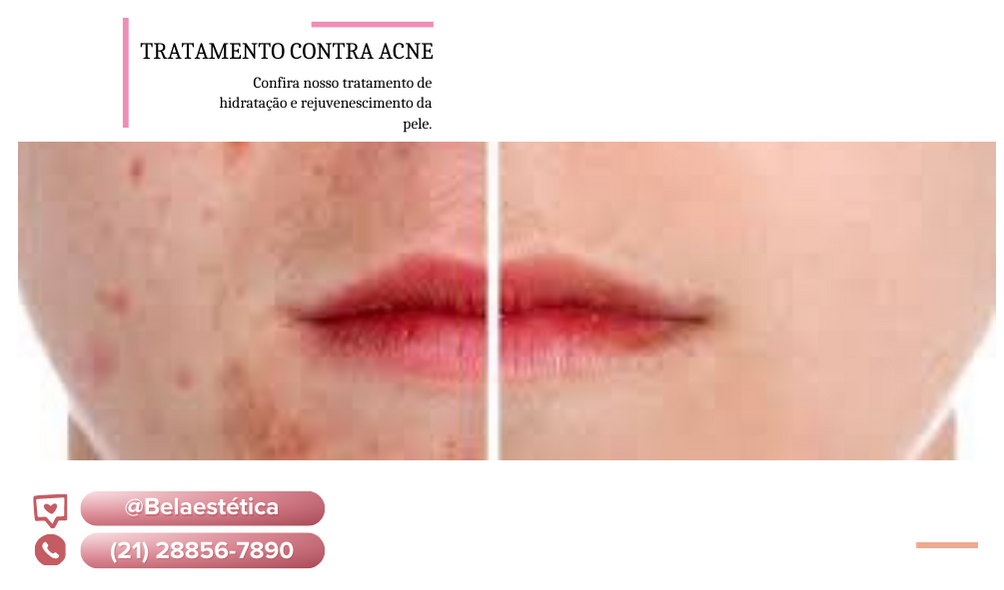 TRATAMENTO CONTRA ACNE
Confira nosso tratamento de
hidratação e rejuvenescimento da
pele.
@Belaestética
(21) 28856-7890